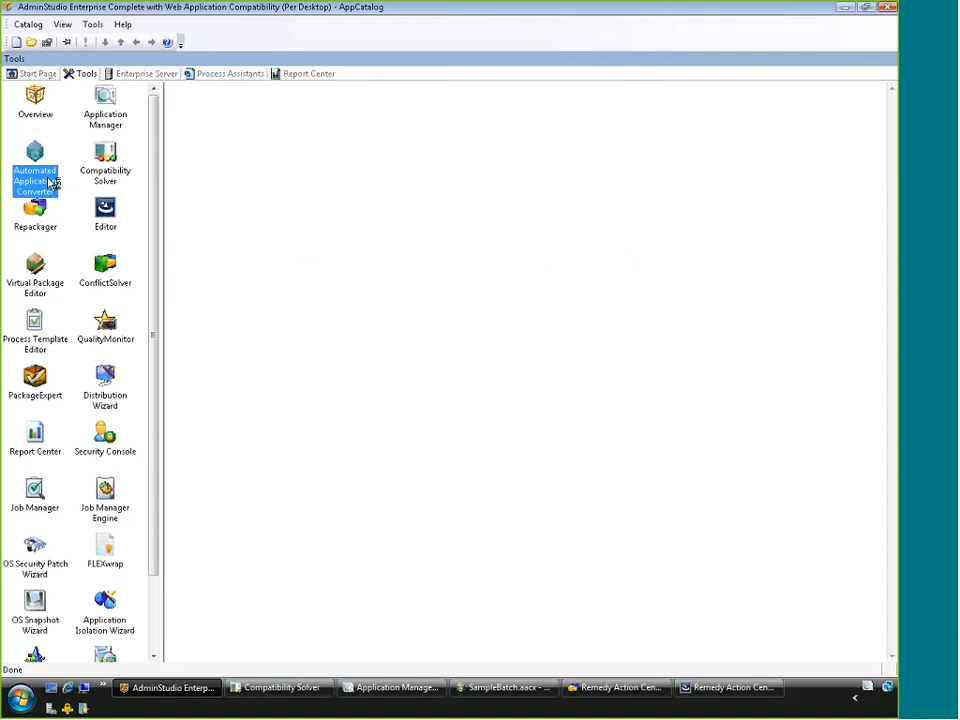 AdminStudio Enterprise Complete with Web Application Compatibility (Per Desktop) - AppCatalog
Catalog View Tools Help
Tools
Start Page Tools Enterprise Server Process Assistants Report Center
Overview
Application
Manager
Automated
Application
Converter
Compatibility
Solver
Repackager
Editor
Virtual Package
Editor
ConflictSolver
Process Template
Editor
QualityMonitor
PackageExpert
Distribution
Wizard
Report Center
Security Console
Job Manager
Job Manager
Engine
OS Security Patch
Wizard
FLEXwrap
OS Snapshot
Wizard
Application
Isolation Wizard
Done
AdminStudio Enterp... Compatibility Solver Application Manage... SampleBatch.aacx - ... Remedy Action Cen... Remedy Action Cen...